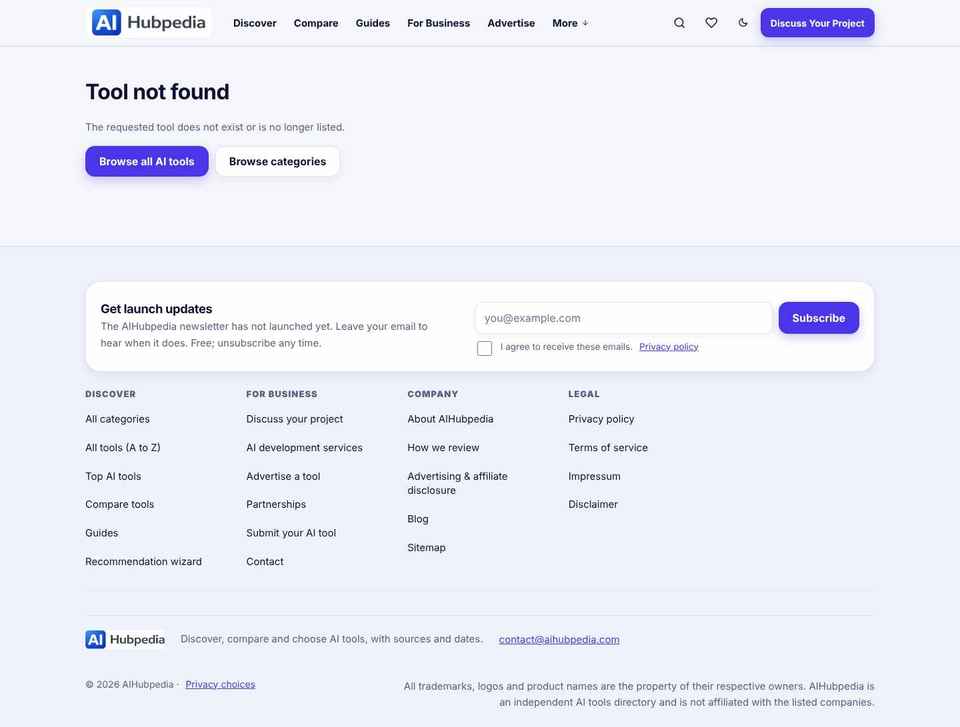 AI Hubpedia
Discover Compare Guides For Business Advertise More
Discuss Your Project
Tool not found
The requested tool does not exist or is no longer listed.
Browse all AI tools
Browse categories
Get launch updates
The AIHubpedia newsletter has not launched yet. Leave your email to
hear when it does. Free; unsubscribe any time.
you@example.com
Subscribe
I agree to receive these emails. Privacy policy
DISCOVER
All categories
All tools (A to Z)
Top AI tools
Compare tools
Guides
Recommendation wizard
FOR BUSINESS
Discuss your project
AI development services
Advertise a tool
Partnerships
Submit your AI tool
Contact
COMPANY
About AIHubpedia
How we review
Advertising & affiliate
disclosure
Blog
Sitemap
LEGAL
Privacy policy
Terms of service
Impressum
Disclaimer
AI Hubpedia
Discover, compare and choose AI tools, with sources and dates.
contact@aihubpedia.com
© 2026 AIHubpedia · Privacy choices
All trademarks, logos and product names are the property of their respective owners. AIHubpedia is
an independent AI tools directory and is not affiliated with the listed companies.